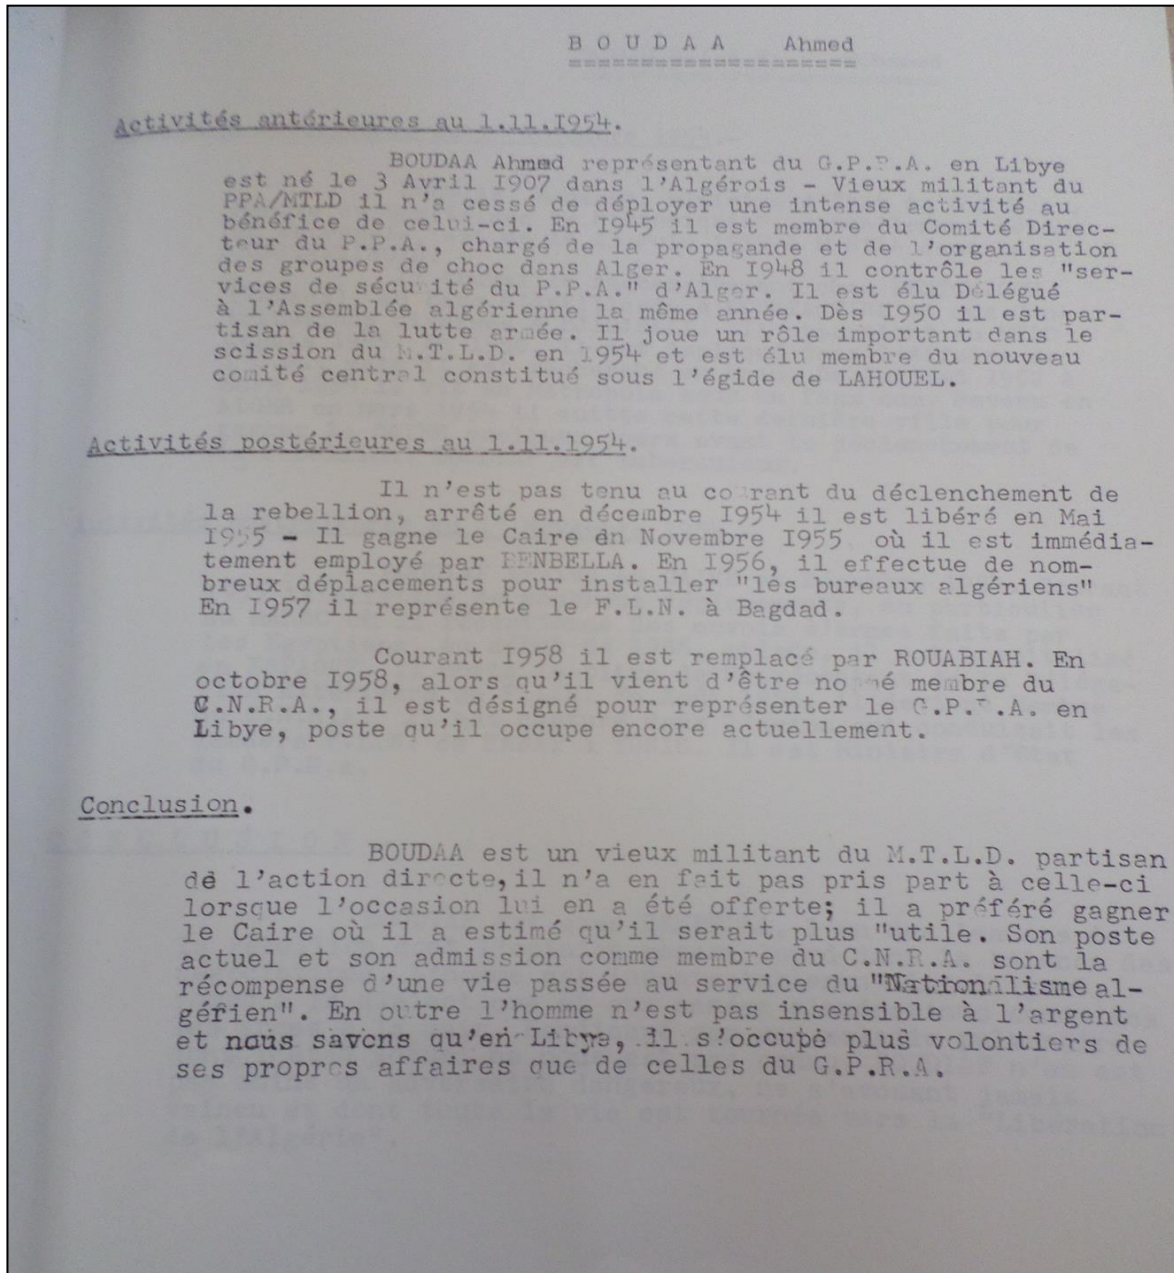 B O U D A A Ahmed
====================
Activités antérieures au 1.11.I954.
BOUDAA Ahmed représentant du G.P.R.A. en Libye
est né le 3 Avril I907 dans l'Algérois - Vieux militant du
PPA/MTLD il n'a cessé de déployer une intense activité au
bénéfice de celui-ci. En I945 il est membre du Comité Direc-
teur du P.P.A., chargé de la propagande et de l'organisation
des groupes de choc dans Alger. En I948 il contrôle les "ser-
vices de sécurité du P.P.A." d'Alger. Il est élu Délégué
à l'Assemblée algérienne la même année. Dès I950 il est par-
tisan de la lutte armée. Il joue un rôle important dans le
scission du M.T.L.D. en I954 et est élu membre du nouveau
comité central constitué sous l'égide de LAHOUEL.
Activités postérieures au 1.11.1954.
Il n'est pas tenu au courant du déclenchement de
la rebellion, arrêté en décembre I954 il est libéré en Mai
I955 - Il gagne le Caire en Novembre I955 où il est immédia-
tement employé par BENBELLA. En I956, il effectue de nom-
breux déplacements pour installer "les bureaux algériens"
En I957 il représente le F.L.N. à Bagdad.
Courant I958 il est remplacé par ROUABIAH. En
octobre I958, alors qu'il vient d'être nommé membre du
C.N.R.A., il est désigné pour représenter le G.P.R.A. en
Libye, poste qu'il occupe encore actuellement.
Conclusion.
BOUDAA est un vieux militant du M.T.L.D. partisan
de l'action directe, il n'a en fait pas pris part à celle-ci
lorsque l'occasion lui en a été offerte; il a préféré gagner
le Caire où il a estimé qu'il serait plus "utile. Son poste
actuel et son admission comme membre du C.N.R.A. sont la
récompense d'une vie passée au service du "Nationalisme al-
gérien". En outre l'homme n'est pas insensible à l'argent
et nous savons qu'en Libye, il s'occupe plus volontiers de
ses propres affaires que de celles du G.P.R.A.